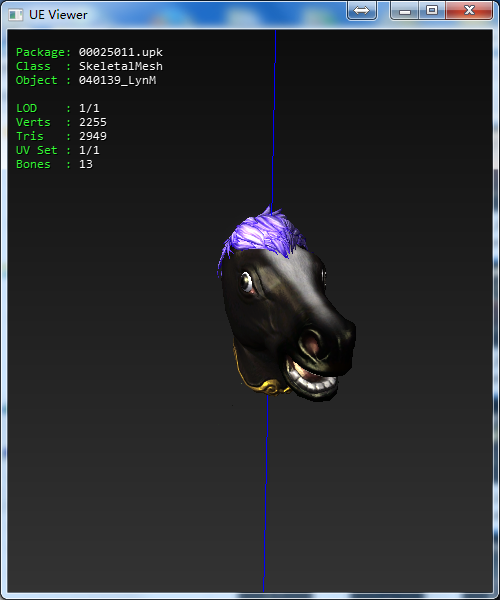 UE Viewer
Package: 00025011.upk
Class  : SkeletalMesh
Object : 040139_LynM
LOD    : 1/1
Verts  : 2255
Tris   : 2949
UV Set : 1/1
Bones  : 13